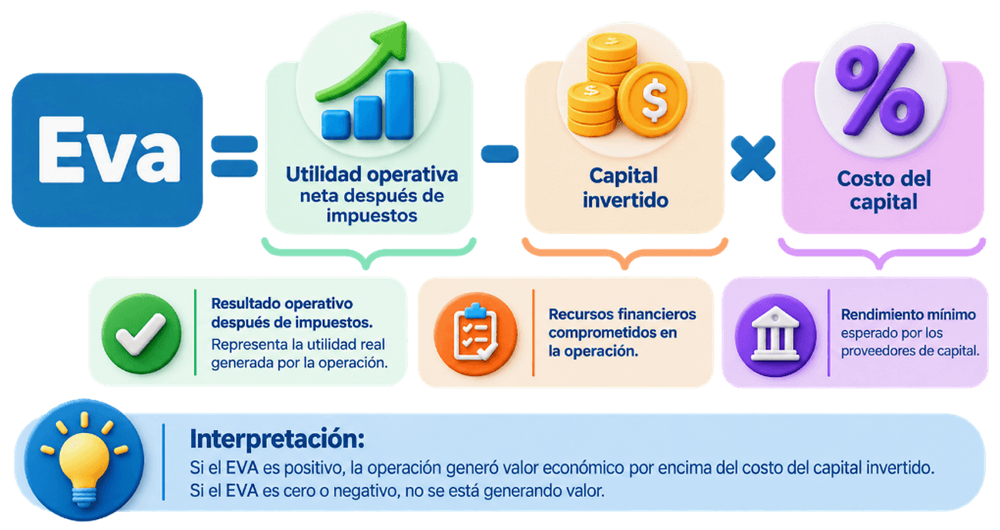 Eva
=
Utilidad operativa
neta después de
impuestos
-
Capital
invertido
×
Costo del
capital
%
$
$
$
Resultado operativo
después de impuestos.
Representa la utilidad real
generada por la operación.
Recursos financieros
comprometidos en
la operación.
Rendimiento mínimo
esperado por los
proveedores de capital.
Interpretación:
Si el EVA es positivo, la operación generó valor económico por encima del costo del capital invertido.
Si el EVA es cero o negativo, no se está generando valor.